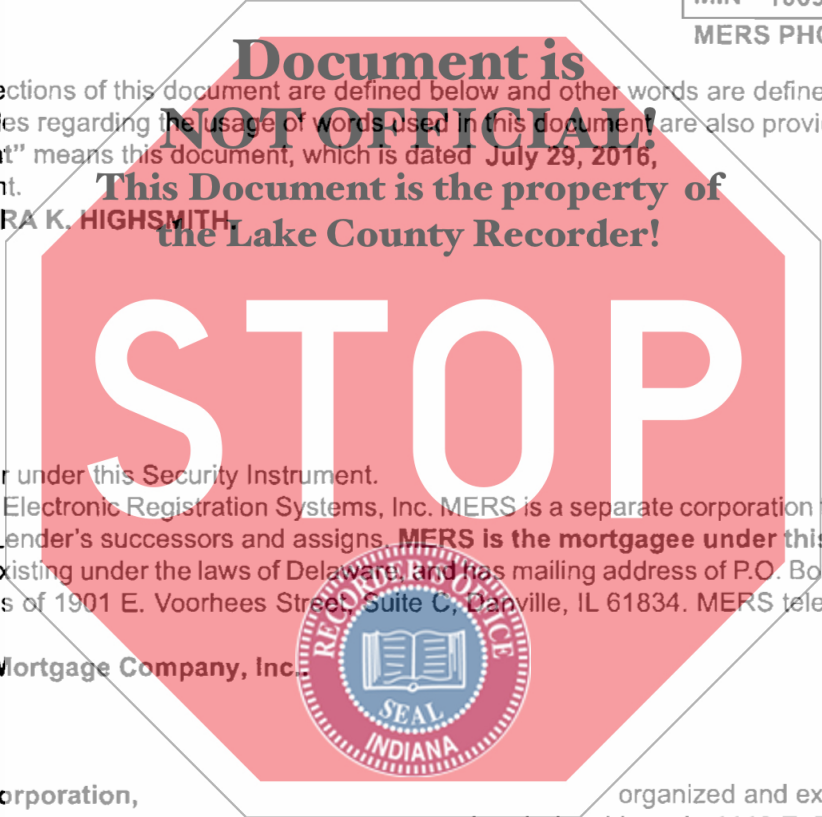 MIN 1003
MERS PHO
Document is
ections of this document are defined below and other words are define
es regarding the usage of words used in this document are also provi
NOT OFFICIAL!
t" means this document, which is dated July 29, 2016,
nt.
This Document is the property of
RA K. HIGHSMITH,
the Lake County Recorder!
STOP
r under this Security Instrument.
Electronic Registration Systems, Inc. MERS is a separate corporation
ender's successors and assigns. MERS is the mortgagee under this
xisting under the laws of Delaware, and has mailing address of P.O. Bo
s of 1901 E. Voorhees Street, Suite C, Danville, IL 61834. MERS tele
RECORDER'S OFFICE
Mortgage Company, Inc..
SEAL
INDIANA
orporation,
organized and ex